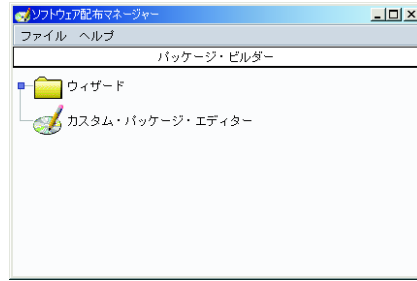 ソフトウェア配布マネージャー
ファイル ヘルプ
パッケージ・ビルダー
ウィザード
カスタム・パッケージ・エディター